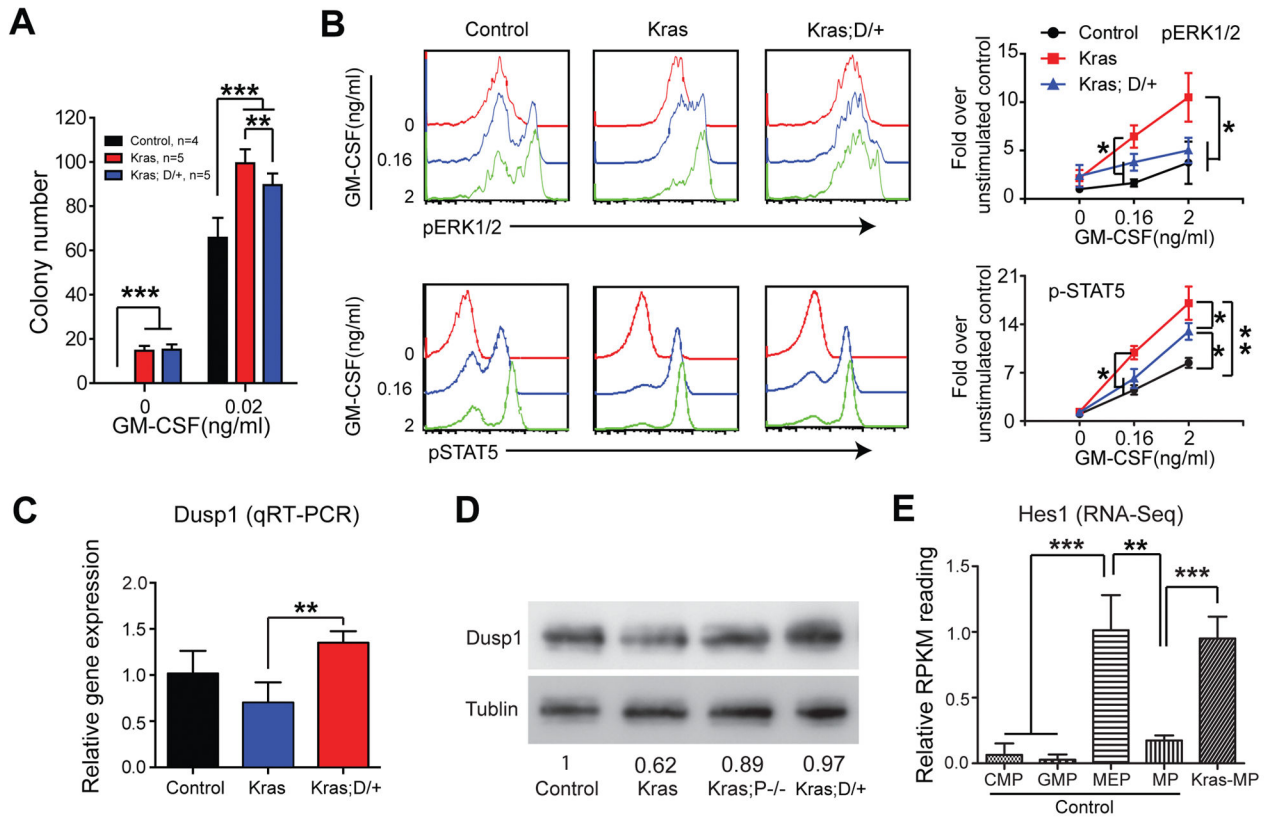 A
Colony number
120
100
80
60
40
20
0
***
***
**
Control, n=4
Kras, n=5
Kras; D/+, n=5
0
0.02
GM-CSF(ng/ml)
B
Control
Kras
Kras;D/+
GM-CSF(ng/ml)
0
0.16
2
pERK1/2
GM-CSF(ng/ml)
0
0.16
2
pSTAT5
Control
Kras
Kras; D/+
pERK1/2
Fold over
unstimulated control
15
10
5
0
*
*
0
0.16
2
GM-CSF(ng/ml)
p-STAT5
Fold over
unstimulated control
21
14
7
0
*
*
*
**
0
0.16
2
GM-CSF(ng/ml)
C
Dusp1 (qRT-PCR)
Relative gene expression
2.0
1.5
1.0
0.5
0.0
**
Control
Kras
Kras;D/+
D
Dusp1
Tublin
1
0.62
0.89
0.97
Control
Kras
Kras;P-/-
Kras;D/+
E
Hes1 (RNA-Seq)
Relative RPKM reading
1.5
1.0
0.5
0.0
***
**
***
CMP
GMP
MEP
MP
Kras-MP
Control